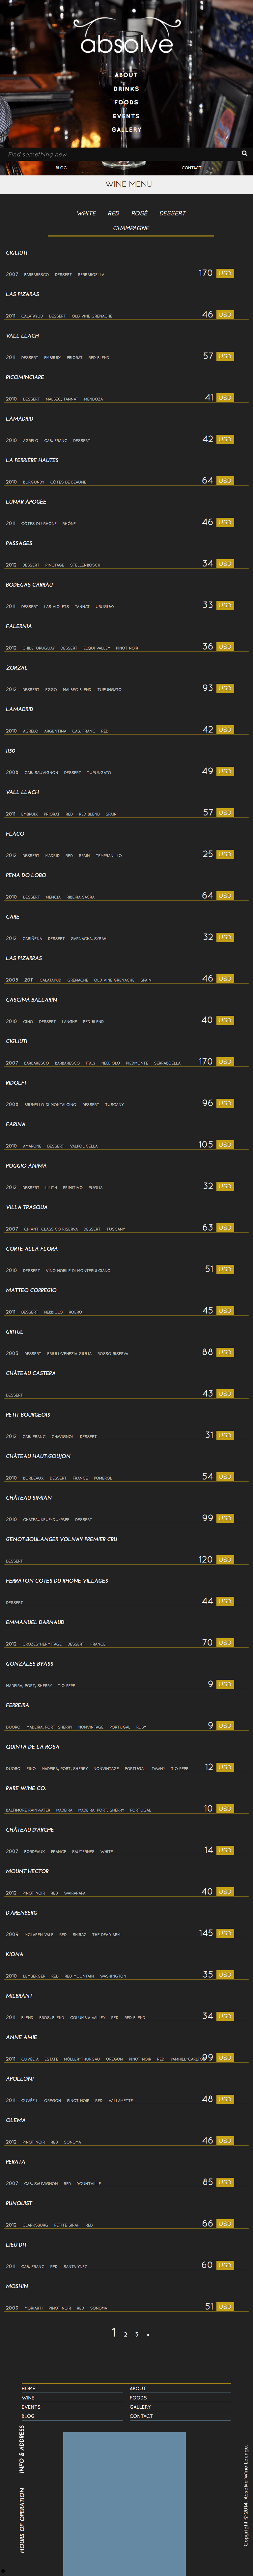 absolve
ABOUT
DRINKS
FOODS
EVENTS
GALLERY
Find something new
BLOG CONTACT
WINE MENU
WHITE RED ROSÉ DESSERT
CHAMPAGNE
CIGLIUTI
2007 BARBARESCO DESSERT SERRABOELLA 170 USD
LAS PIZARAS
2011 CALATAYUD DESSERT OLD VINE GRENACHE 46 USD
VALL LLACH
2011 DESSERT EMBRUIX PRIORAT RED BLEND 57 USD
RICOMINCIARE
2010 DESSERT MALBEC, TANNAT MENDOZA 41 USD
LAMADRID
2010 AGRELO CAB. FRANC DESSERT 42 USD
LA PERRIÈRE HAUTES
2010 BURGUNDY CÔTES DE BEAUNE 64 USD
LUNAR APOGÉE
2011 CÔTES DU RHÔNE RHÔNE 46 USD
PASSAGES
2012 DESSERT PINOTAGE STELLENBOSCH 34 USD
BODEGAS CARRAU
2011 DESSERT LAS VIOLETS TANNAT URUGUAY 33 USD
FALERNIA
2012 CHILE, URUGUAY DESSERT ELQUI VALLEY PINOT NOIR 36 USD
ZORZAL
2012 DESSERT EGGO MALBEC BLEND TUPUNGATO 93 USD
LAMADRID
2010 AGRELO ARGENTINA CAB. FRANC RED 42 USD
1150
2008 CAB. SAUVIGNON DESSERT TUPUNGATO 49 USD
VALL LLACH
2011 EMBRUIX PRIORAT RED RED BLEND SPAIN 57 USD
FLACO
2012 DESSERT MADRID RED SPAIN TEMPRANILLO 25 USD
PENA DO LOBO
2010 DESSERT MENCIA RIBEIRA SACRA 64 USD
CARE
2012 CARIÑENA DESSERT GARNACHA, SYRAH 32 USD
LAS PIZARRAS
2005 2011 CALATAYUD GRENACHE OLD VINE GRENACHE SPAIN 46 USD
CASCINA BALLARIN
2010 CINO DESSERT LANGHE RED BLEND 40 USD
CIGLIUTI
2007 BARBARESCO BARBARESCO ITALY NEBBIOLO PIEDMONTE SERRABOELLA 170 USD
RIDOLFI
2008 BRUNELLO DI MONTALCINO DESSERT TUSCANY 96 USD
FARINA
2010 AMARONE DESSERT VALPOLICELLA 105 USD
POGGIO ANIMA
2012 DESSERT LILITH PRIMITIVO PUGLIA 32 USD
VILLA TRASQUA
2007 CHIANTI CLASSICO RISERVA DESSERT TUSCANY 63 USD
CORTE ALLA FLORA
2010 DESSERT VINO NOBILE DI MONTEPULCIANO 51 USD
MATTEO CORREGIO
2011 DESSERT NEBBIOLO ROERO 45 USD
GRITUL
2003 DESSERT FRIULI-VENEZIA GIULIA ROSSO RISERVA 88 USD
CHÂTEAU CASTERA
DESSERT 43 USD
PETIT BOURGEOIS
2012 CAB. FRANC CHAVIGNOL DESSERT 31 USD
CHÂTEAU HAUT-GOUJON
2010 BORDEAUX DESSERT FRANCE POMEROL 54 USD
CHÂTEAU SIMIAN
2010 CHATEAUNEUF-DU-PAPE DESSERT 99 USD
GENOT-BOULANGER VOLNAY PREMIER CRU
DESSERT 120 USD
FERRATON COTES DU RHONE VILLAGES
DESSERT 44 USD
EMMANUEL DARNAUD
2012 CROZES-HERMITAGE DESSERT FRANCE 70 USD
GONZALES BYASS
MADEIRA, PORT, SHERRY TIO PEPE 9 USD
FERREIRA
DUORO MADEIRA, PORT, SHERRY NONVINTAGE PORTUGAL RUBY 9 USD
QUINTA DE LA ROSA
DUORO FINO MADEIRA, PORT, SHERRY NONVINTAGE PORTUGAL TAWNY TIO PEPE 12 USD
RARE WINE CO.
BALTIMORE RAINWATER MADEIRA MADEIRA, PORT, SHERRY PORTUGAL 10 USD
CHÂTEAU D'ARCHE
2007 BORDEAUX FRANCE SAUTERNES WHITE 14 USD
MOUNT HECTOR
2012 PINOT NOIR RED WAIRARAPA 40 USD
D'ARENBERG
2009 MCLAREN VALE RED SHIRAZ THE DEAD ARM 145 USD
KIONA
2010 LEMBERGER RED RED MOUNTAIN WASHINGTON 35 USD
MILBRANT
2011 BLEND BROS. BLEND COLUMBIA VALLEY RED RED BLEND 34 USD
ANNE AMIE
2011 CUVÉE A ESTATE MÜLLER-THURGAU OREGON PINOT NOIR RED YAMHILL-CARLTON 99 USD
APOLLONI
2011 CUVÉE L OREGON PINOT NOIR RED WILLAMETTE 48 USD
OLEMA
2012 PINOT NOIR RED SONOMA 46 USD
PERATA
2007 CAB. SAUVIGNON RED YOUNTVILLE 85 USD
RUNQUIST
2012 CLARKSBURG PETITE SIRAH RED 66 USD
LIEU DIT
2011 CAB. FRANC RED SANTA YNEZ 60 USD
MOSHIN
2009 MORIARTI PINOT NOIR RED SONOMA 51 USD
1 2 3 »
HOME ABOUT
WINE FOODS
EVENTS GALLERY
BLOG CONTACT
INFO & ADDRESS
HOURS OF OPERATION
Copyright © 2014. Absolve Wine Lounge.